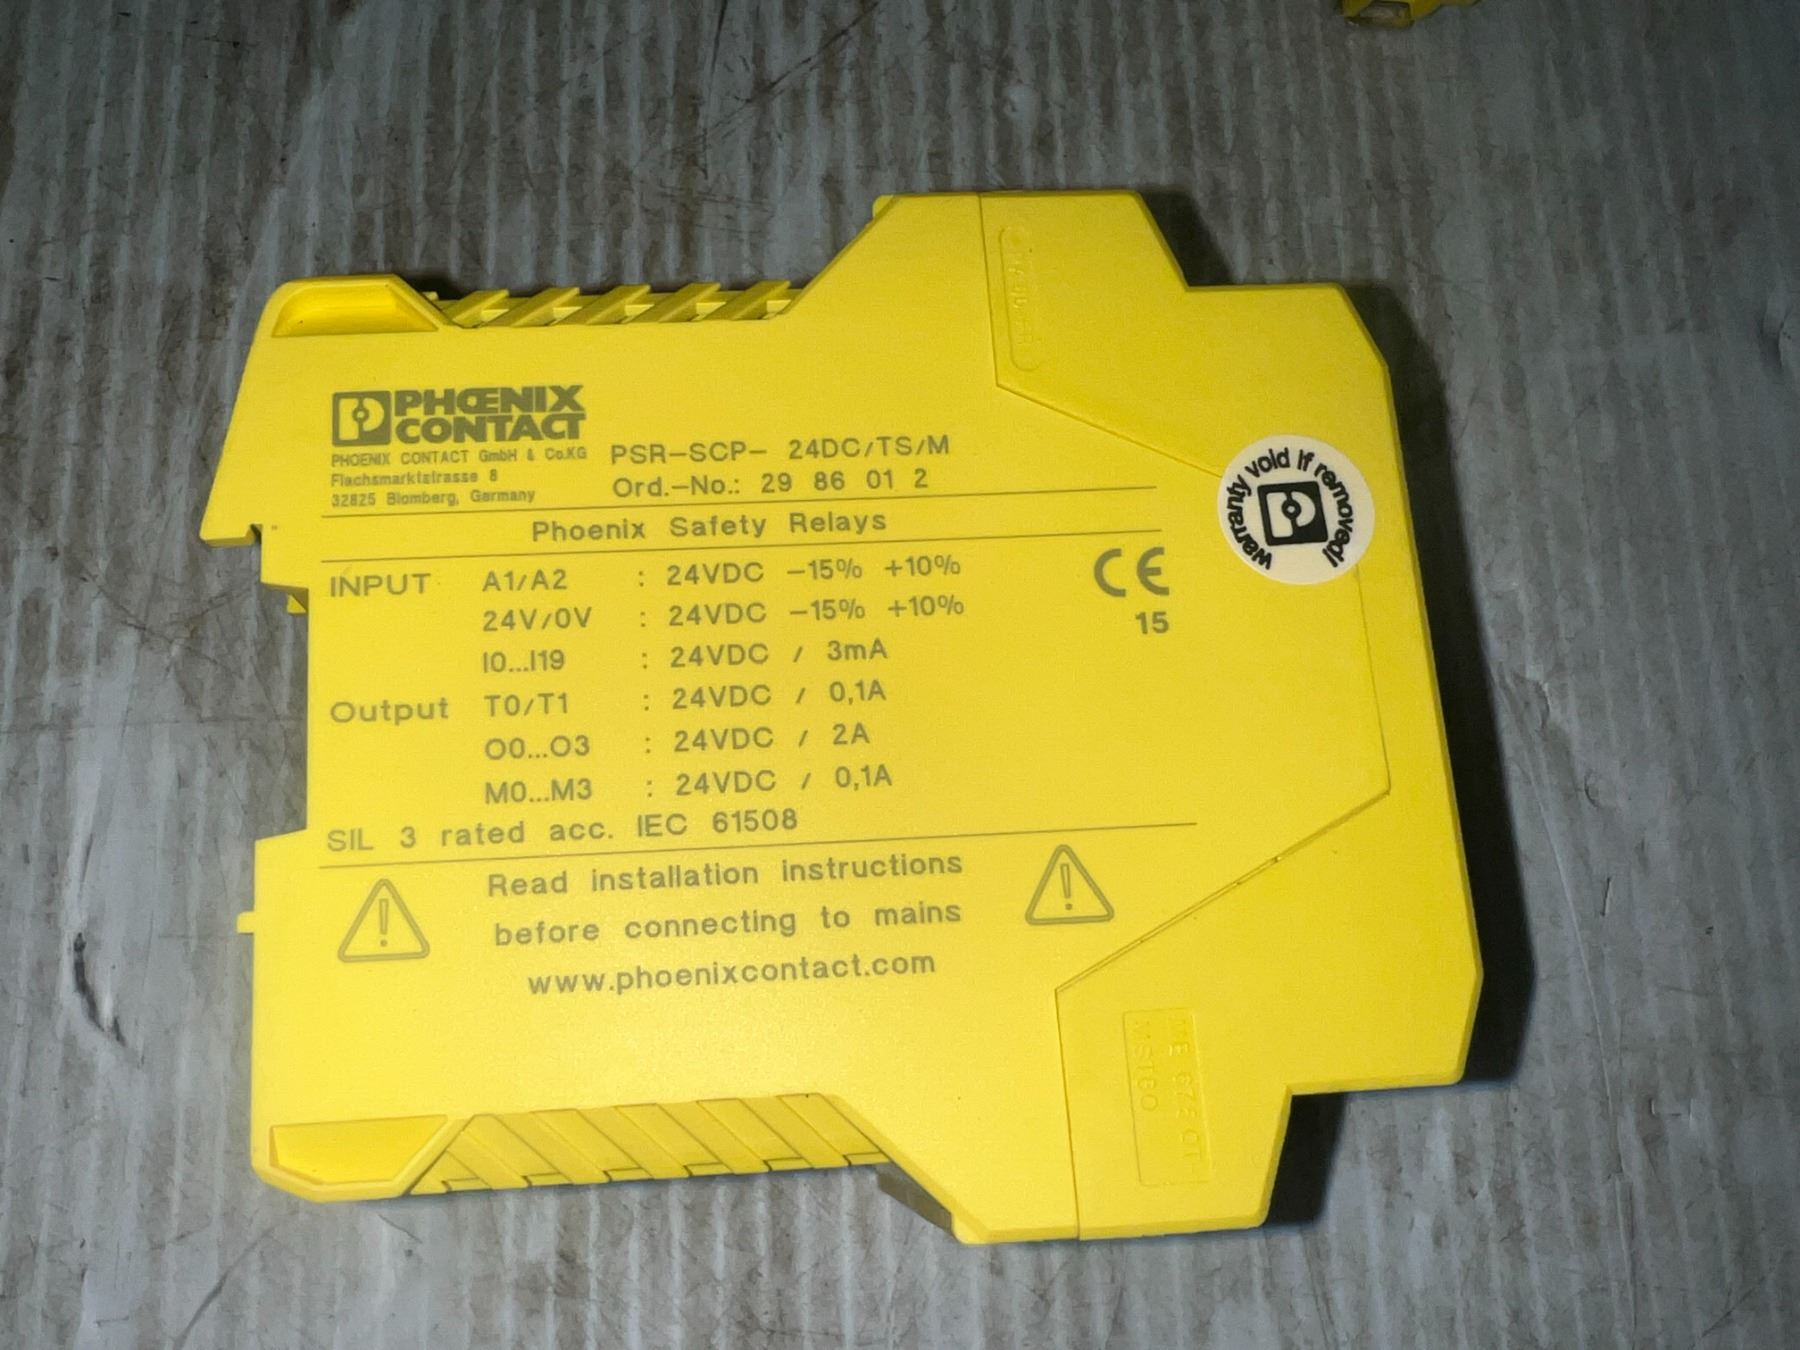 PHOENIX
CONTACT
PHOENIX CONTACT GmbH & Co.KG
Flachsmarktstrasse 8
32825 Blomberg, Germany
PSR-SCP- 24DC/TS/M
Ord.-No.: 29 86 01 2
Phoenix Safety Relays
INPUT A1/A2 : 24VDC -15% +10%
24V/0V : 24VDC -15% +10%
I0...I19 : 24VDC / 3mA
Output T0/T1 : 24VDC / 0,1A
O0...O3 : 24VDC / 2A
M0...M3 : 24VDC / 0,1A
SIL 3 rated acc. IEC 61508
CE
15
Read installation instructions
before connecting to mains
www.phoenixcontact.com
warranty void if removed!
MSTBO